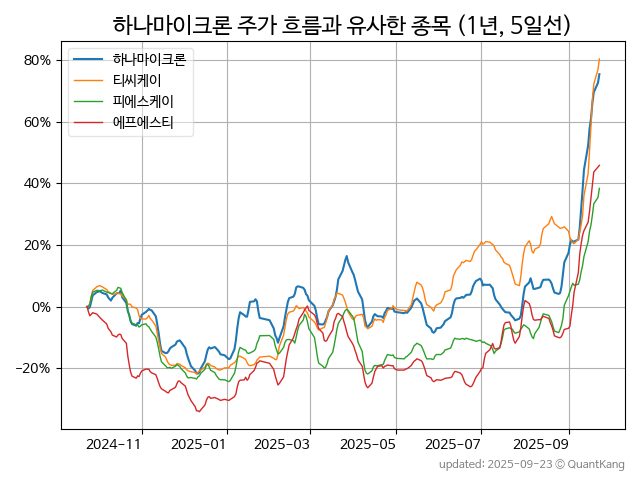 하나마이크론 주가 흐름과 유사한 종목 (1년, 5일선)
하나마이크론
티씨케이
피에스케이
에프에스티
80%
60%
40%
20%
0%
−20%
2024-11 2025-01 2025-03 2025-05 2025-07 2025-09
updated: 2025-09-23 © QuantKang